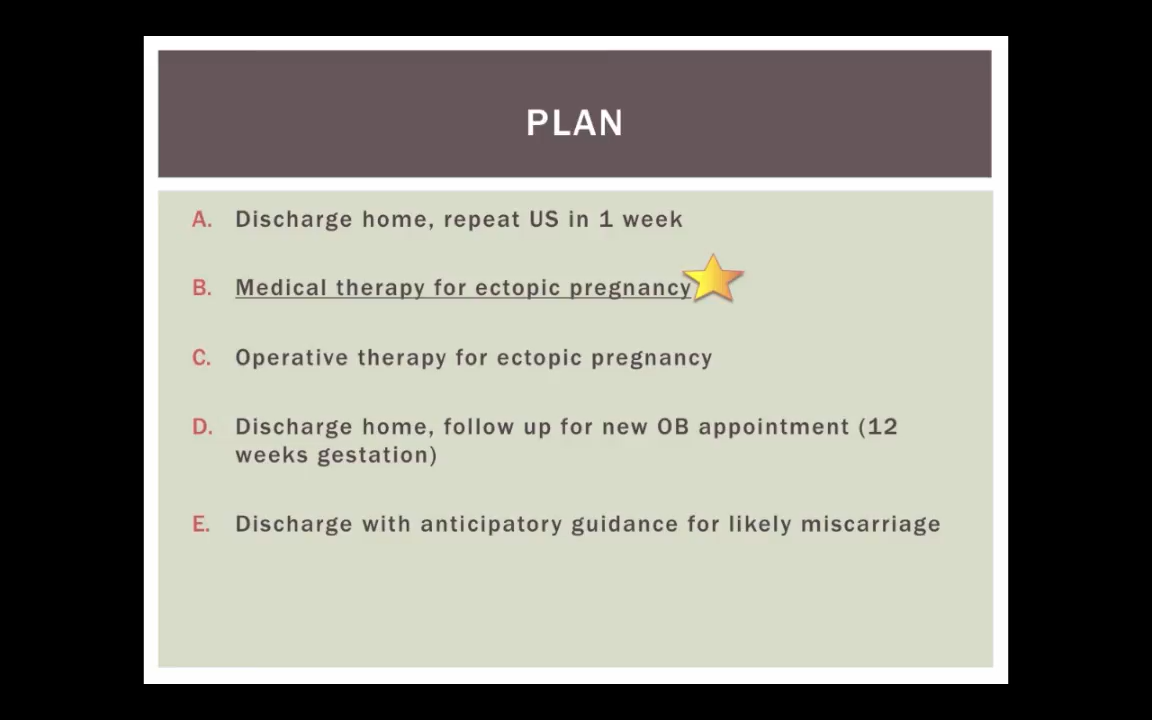 PLAN
A. Discharge home, repeat US in 1 week
B. Medical therapy for ectopic pregnancy
C. Operative therapy for ectopic pregnancy
D. Discharge home, follow up for new OB appointment (12
weeks gestation)
E. Discharge with anticipatory guidance for likely miscarriage